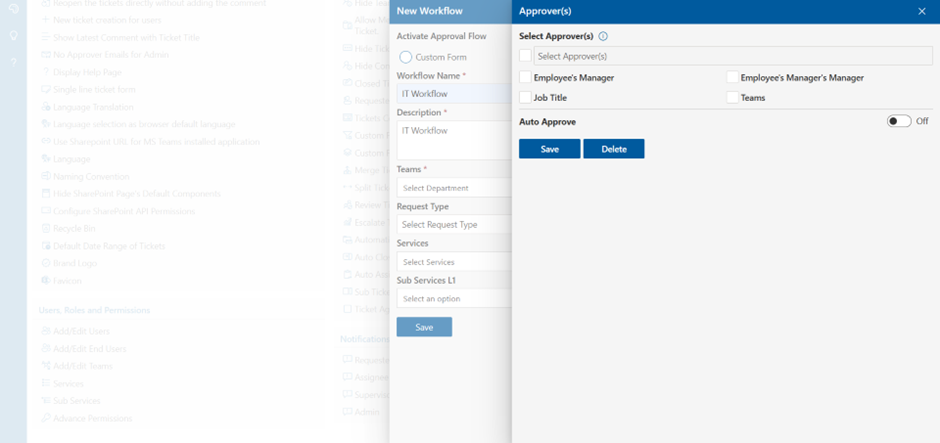 Reopen the tickets directly without adding the comment
New ticket creation for users
Show Latest Comment with Ticket Title
No Approver Emails for Admin
Display Help Page
Single line ticket form
Language Translation
Language selection as browser default language
Use SharePoint URL for MS Teams installed application
Language
Naming Convention
Hide SharePoint Page's Default Components.
Configure SharePoint API Permissions
Recycle Bin
Default Date Range of Tickets
Brand Logo
Favicon
Users, Roles and Permissions
Add/Edit Users
Add/Edit End Users
Add/Edit Teams
Services
Sub Services
Advance Permissions
Allow M
Ticket
Hide Tick
Hide Con
Closed Ti
Requeste
Tickets C
Custom F
Custom
Merge Ti
Split Tick
Review T
Escalate
Automat
Auto Clo
Auto Ass
Sub Ticke
Ticket Ag
Notifications
Requeste
Assignee
Superviso
Admin
New Workflow
Activate Approval Flow
Custom Form
Workflow Name *
IT Workflow
Description *
IT Workflow
Teams *
Select Department
Request Type
Select Request Type
Services
Select Services
Sub Services L1
Select an option
Save
Approver(s)
Select Approver(s)
Select Approver(s)
Employee's Manager Employee's Manager's Manager
Job Title Teams
Auto Approve Off
Save Delete